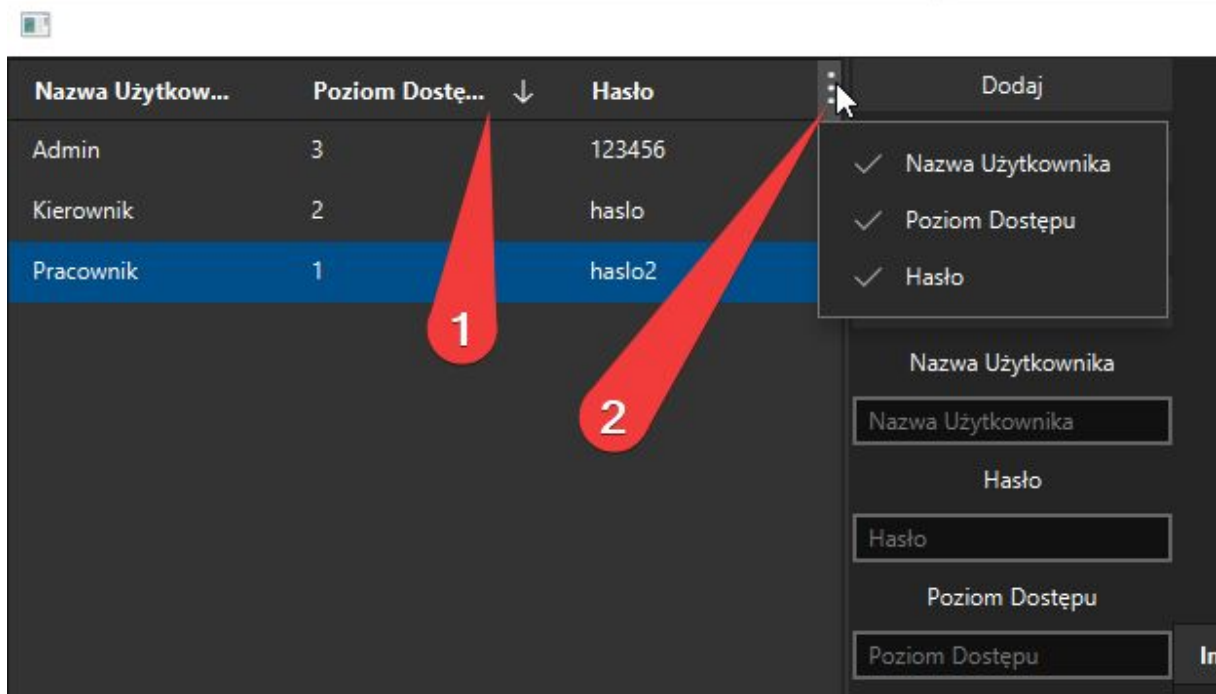 Nazwa Użytkow... Poziom Dostę... Hasło
Admin 3 123456
Kierownik 2 haslo
Pracownik 1 haslo2
1
2
Dodaj
Nazwa Użytkownika
Poziom Dostępu
Hasło
Nazwa Użytkownika
Nazwa Użytkownika
Hasło
Hasło
Poziom Dostępu
Poziom Dostępu